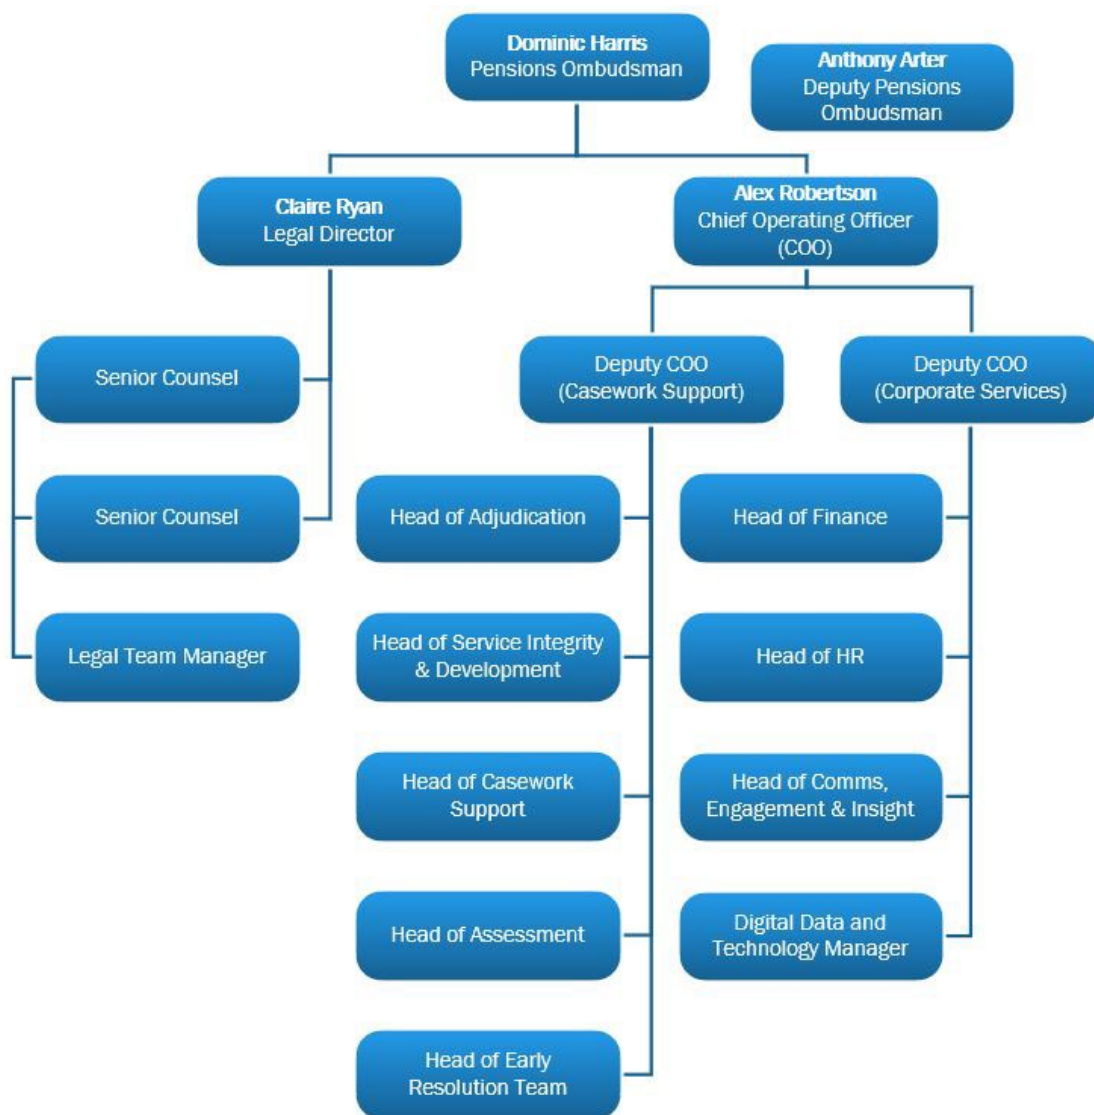 Dominic Harris
Pensions Ombudsman
Anthony Arter
Deputy Pensions
Ombudsman
Claire Ryan
Legal Director
Alex Robertson
Chief Operating Officer
(COO)
Senior Counsel
Deputy COO
(Casework Support)
Deputy COO
(Corporate Services)
Senior Counsel
Head of Adjudication
Head of Finance
Legal Team Manager
Head of Service Integrity
& Development
Head of HR
Head of Casework
Support
Head of Comms,
Engagement & Insight
Head of Assessment
Digital Data and
Technology Manager
Head of Early
Resolution Team